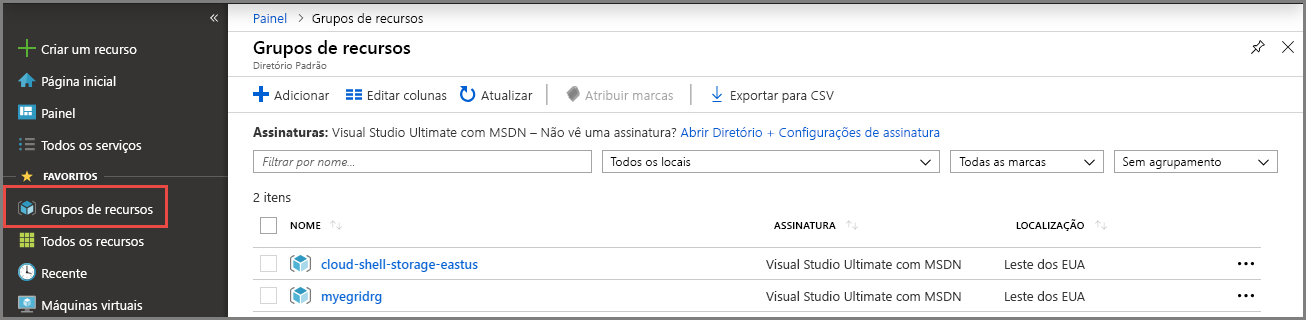 «
Criar um recurso
Página inicial
Painel
Todos os serviços
FAVORITOS
Grupos de recursos
Todos os recursos
Recente
Máquinas virtuais
Painel > Grupos de recursos
Grupos de recursos
Diretório Padrão
Adicionar Editar colunas Atualizar Atribuir marcas Exportar para CSV
Assinaturas: Visual Studio Ultimate com MSDN – Não vê uma assinatura? Abrir Diretório + Configurações de assinatura
Filtrar por nome... Todos os locais Todas as marcas Sem agrupamento
2 itens
NOME ASSINATURA LOCALIZAÇÃO
cloud-shell-storage-eastus Visual Studio Ultimate com MSDN Leste dos EUA
myegridrg Visual Studio Ultimate com MSDN Leste dos EUA